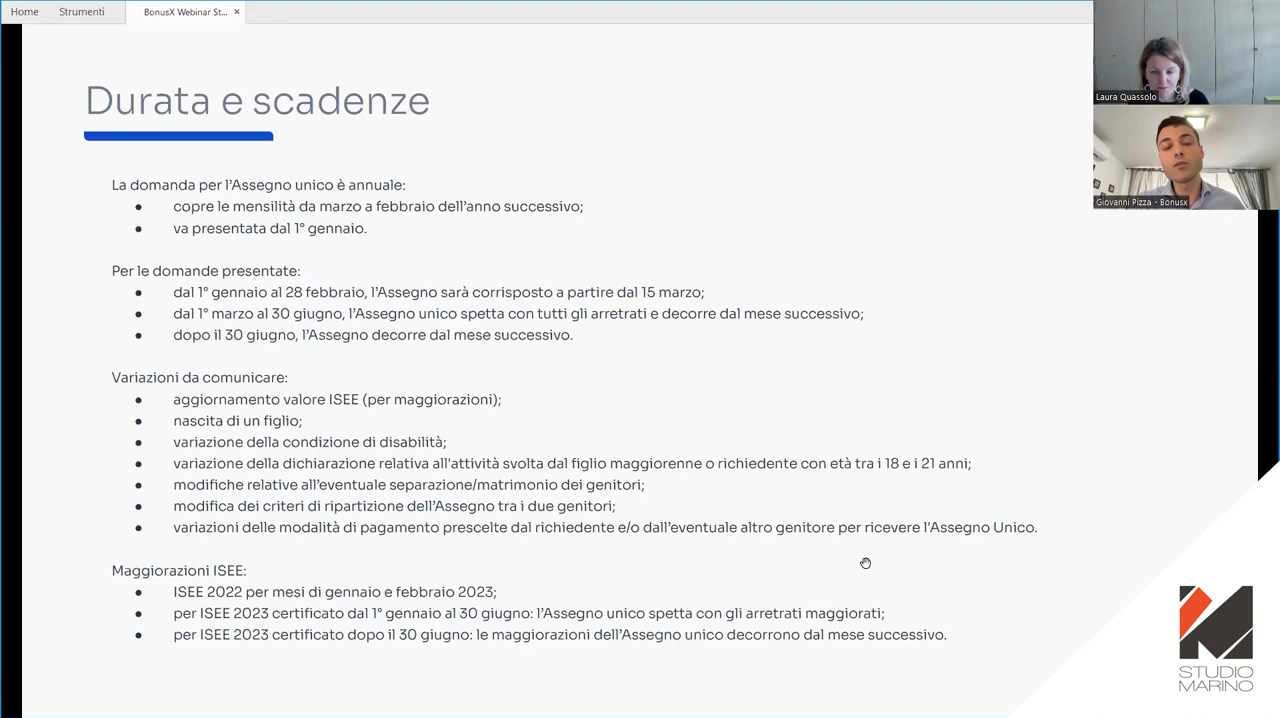 Home
Strumenti
BonusX Webinar St...
×
Laura Quassolo
Giovanni Pizza - Bonusx
Durata e scadenze
La domanda per l'Assegno unico è annuale:
● copre le mensilità da marzo a febbraio dell'anno successivo;
● va presentata dal 1° gennaio.
Per le domande presentate:
● dal 1° gennaio al 28 febbraio, l'Assegno sarà corrisposto a partire dal 15 marzo;
● dal 1° marzo al 30 giugno, l'Assegno unico spetta con tutti gli arretrati e decorre dal mese successivo;
● dopo il 30 giugno, l'Assegno decorre dal mese successivo.
Variazioni da comunicare:
● aggiornamento valore ISEE (per maggiorazioni);
● nascita di un figlio;
● variazione della condizione di disabilità;
● variazione della dichiarazione relativa all'attività svolta dal figlio maggiorenne o richiedente con età tra i 18 e i 21 anni;
● modifiche relative all'eventuale separazione/matrimonio dei genitori;
● modifica dei criteri di ripartizione dell'Assegno tra i due genitori;
● variazioni delle modalità di pagamento prescelte dal richiedente e/o dall'eventuale altro genitore per ricevere l'Assegno Unico.
Maggiorazioni ISEE:
● ISEE 2022 per mesi di gennaio e febbraio 2023;
● per ISEE 2023 certificato dal 1° gennaio al 30 giugno: l'Assegno unico spetta con gli arretrati maggiorati;
● per ISEE 2023 certificato dopo il 30 giugno: le maggiorazioni dell'Assegno unico decorrono dal mese successivo.
STUDIO
MARINO